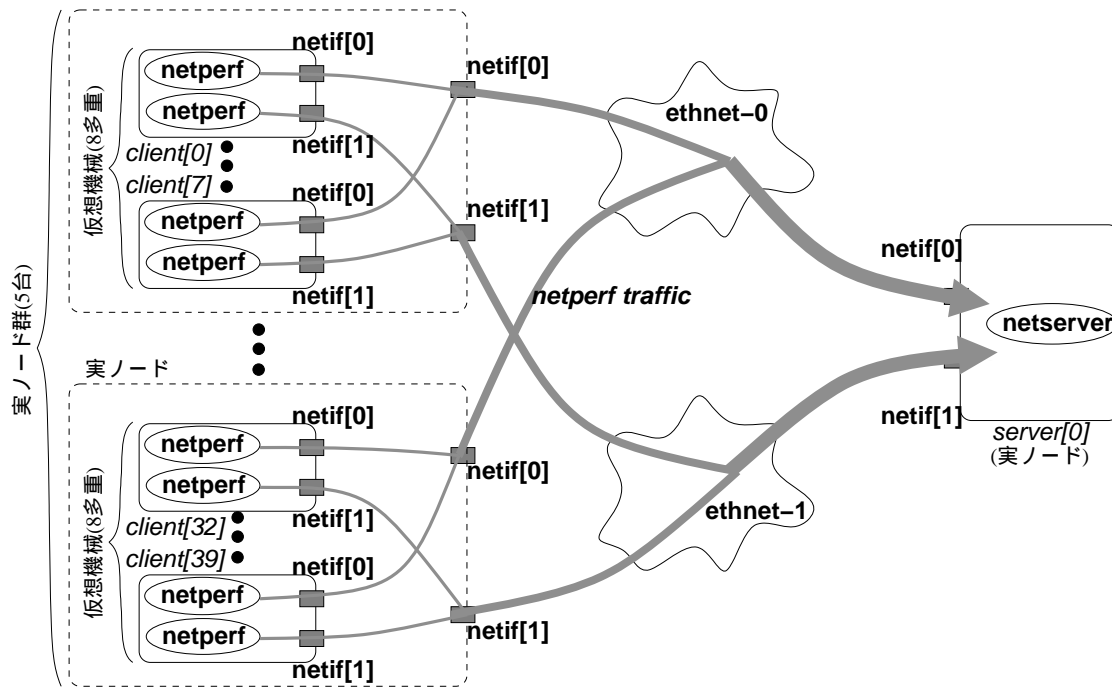 実ノード群(5台)
仮想機械(8多重)
netif[0]
netperf
netperf
netif[1]
client[0]
client[7]
netif[0]
netperf
netperf
netif[1]
netif[0]
netif[1]
実ノード
仮想機械(8多重)
netif[0]
netperf
netperf
netif[1]
client[32]
client[39]
netif[0]
netperf
netperf
netif[1]
netif[0]
netif[1]
ethnet−0
netperf traffic
ethnet−1
netif[0]
netserver
netif[1]
server[0]
(実ノード)